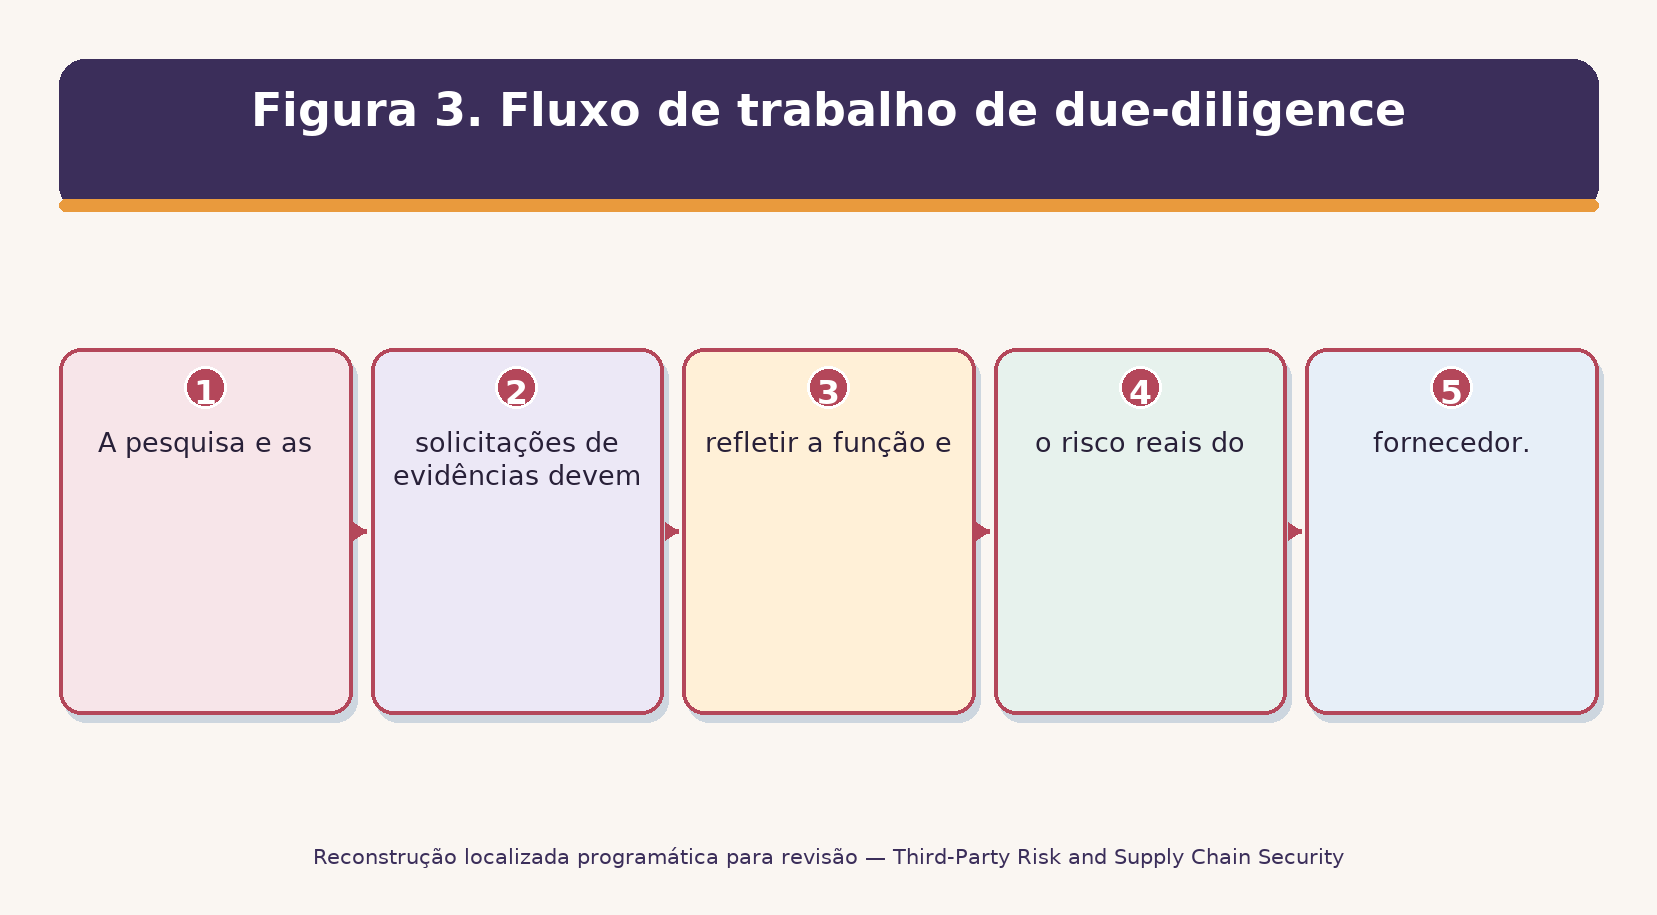 Figura 3. Fluxo de trabalho de due-diligence
1
A pesquisa e as
2
solicitações de
evidências devem
3
refletir a função e
4
o risco reais do
5
fornecedor.
Reconstrução localizada programática para revisão — Third-Party Risk and Supply Chain Security